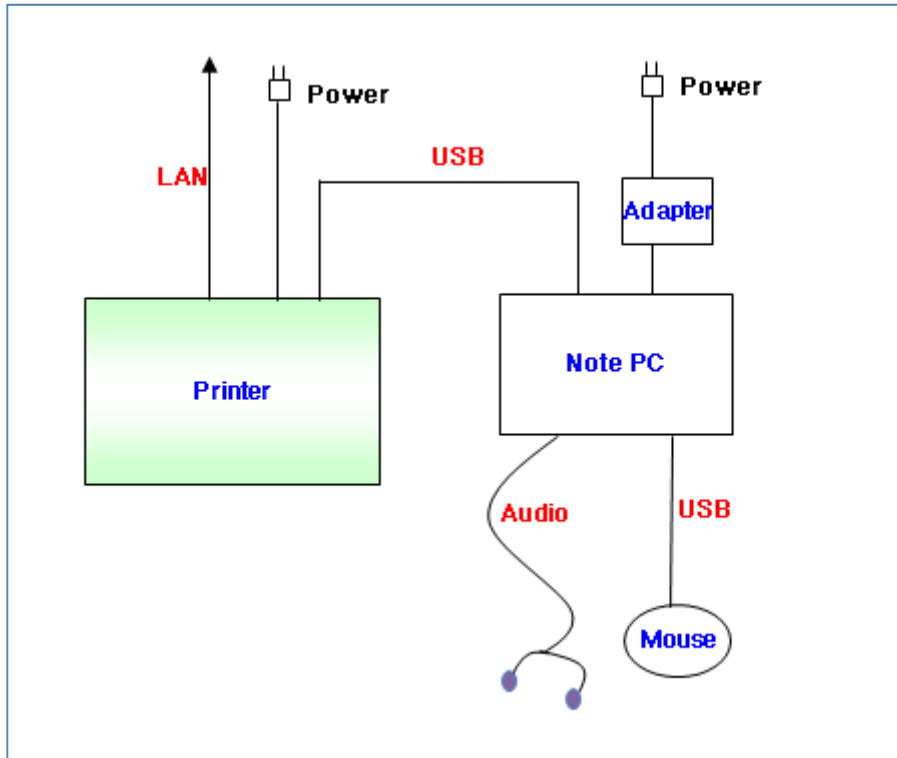 Power
Power
USB
LAN
Adapter
Printer
Note PC
Audio
USB
Mouse